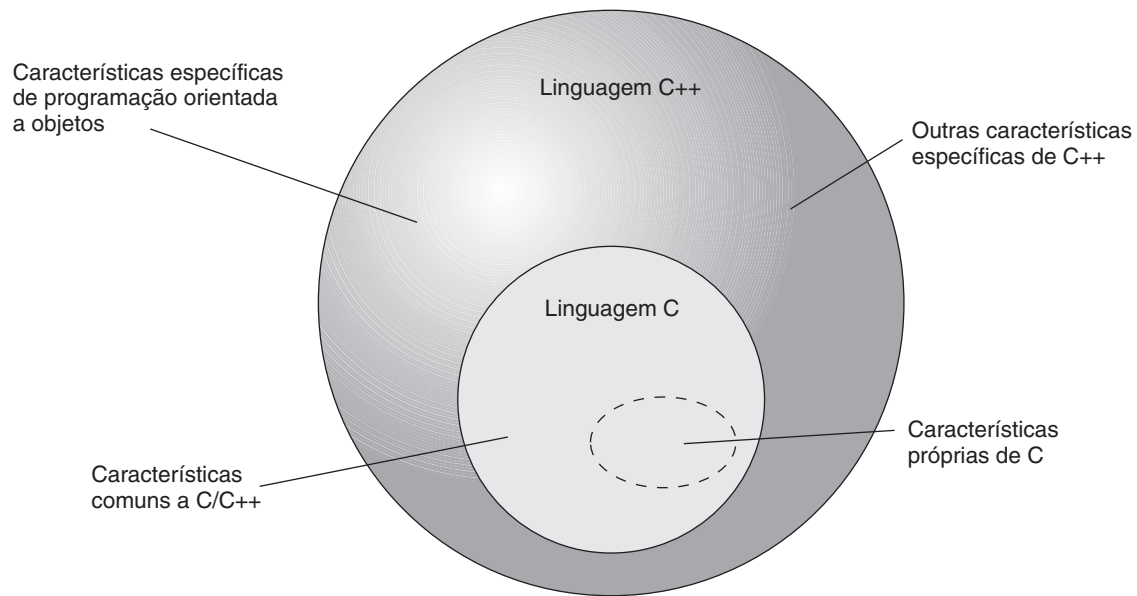 Características específicas
de programação orientada
a objetos
Linguagem C++
Outras características
específicas de C++
Linguagem C
Características
próprias de C
Características
comuns a C/C++